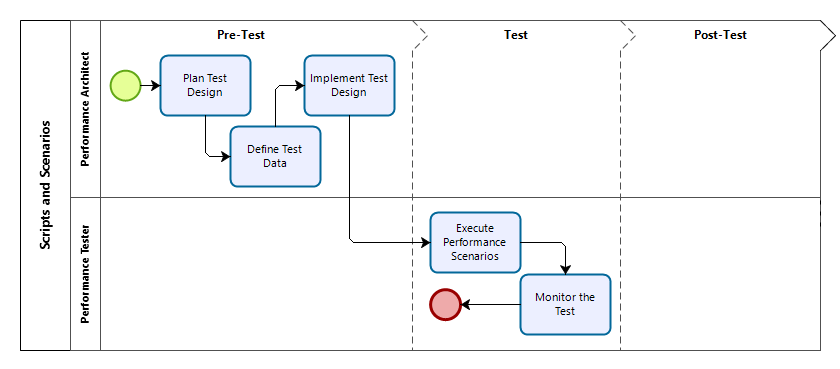 Scripts and Scenarios
Pre-Test
Test
Post-Test
Performance Architect
Plan Test
Design
Implement Test
Design
Define Test
Data
Performance Tester
Execute
Performance
Scenarios
Monitor the
Test